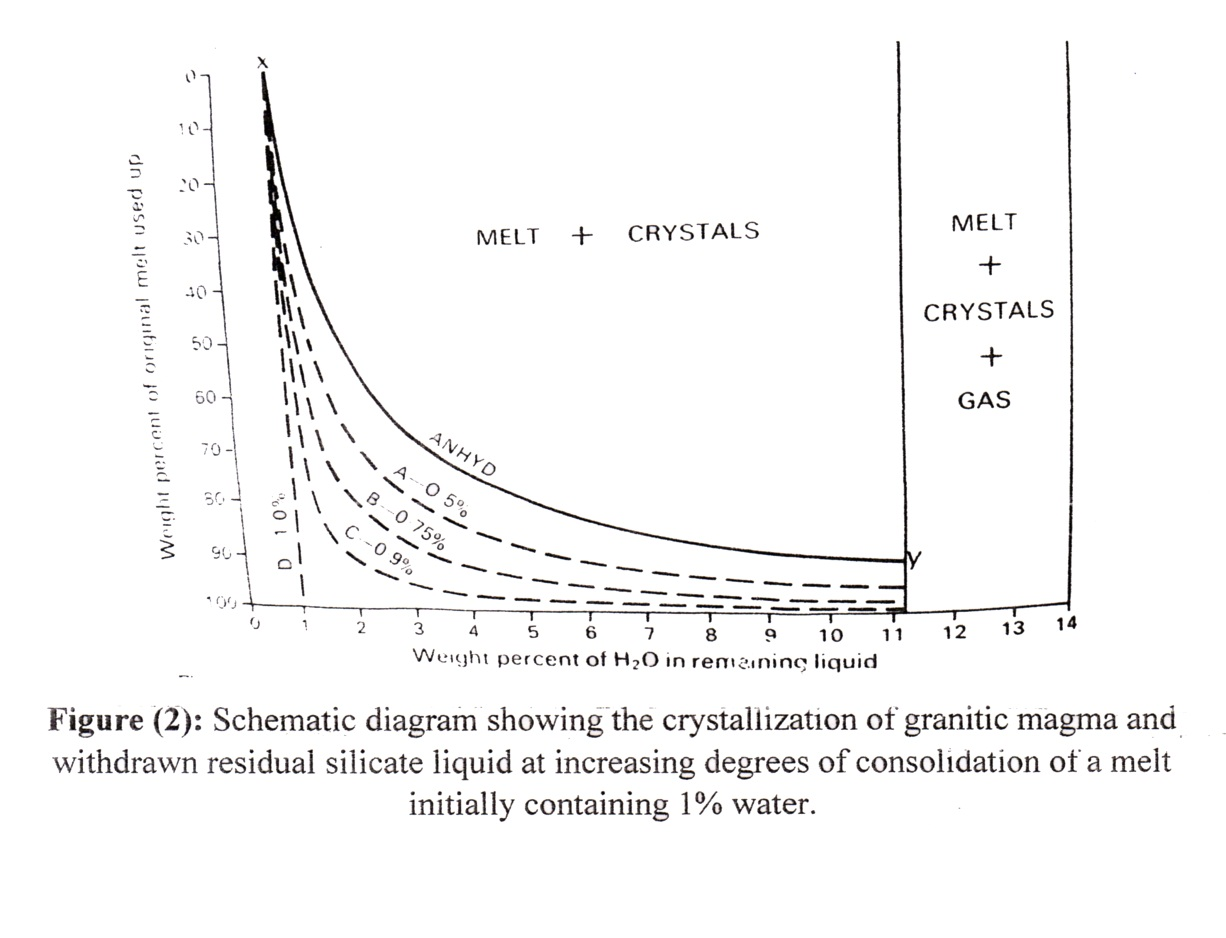 x
0
10
20
30
40
50
60
70
80
90
100
Weight percent of original melt used up
MELT + CRYSTALS
MELT
+
CRYSTALS
+
GAS
ANHYD
A--0 5%
B--0 75%
C--0 9%
D 10%
y
0 1 2 3 4 5 6 7 8 9 10 11 12 13 14
Weight percent of H₂O in remaining liquid
Figure (2): Schematic diagram showing the crystallization of granitic magma and
withdrawn residual silicate liquid at increasing degrees of consolidation of a melt
initially containing 1% water.